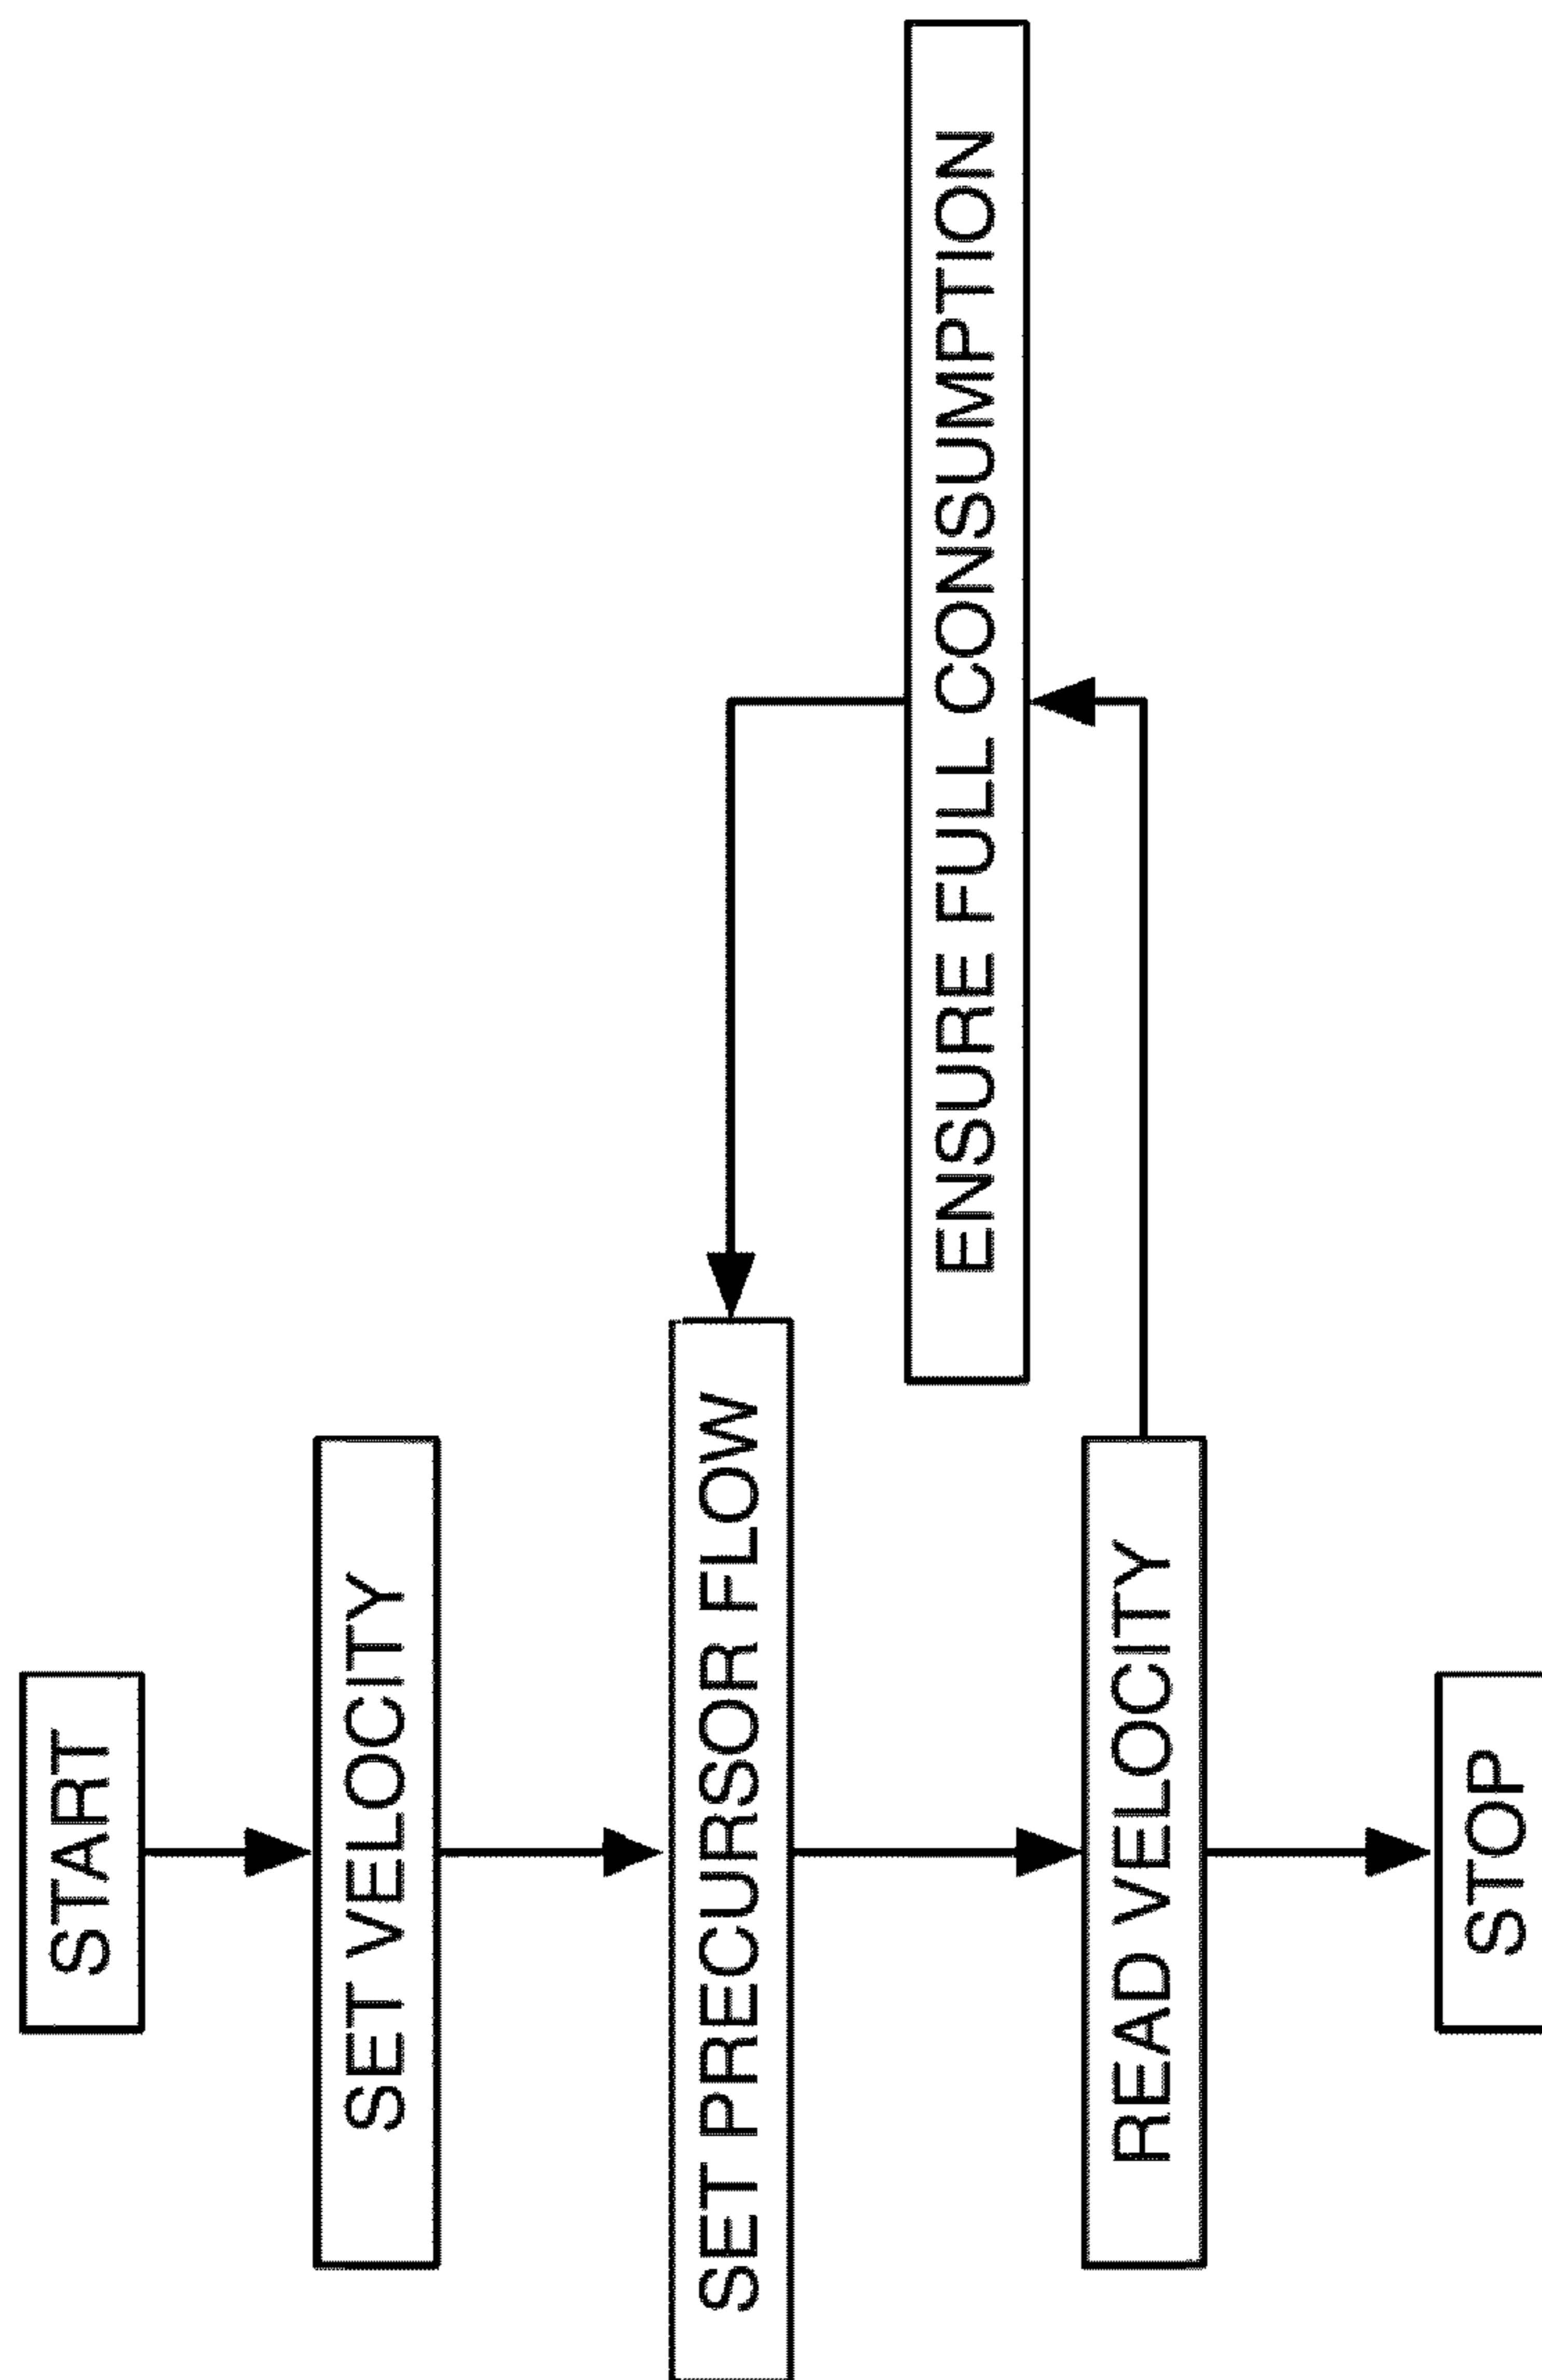 START
SET VELOCITY
SET PRECURSOR FLOW
ENSURE FULL CONSUMPTION
READ VELOCITY
STOP